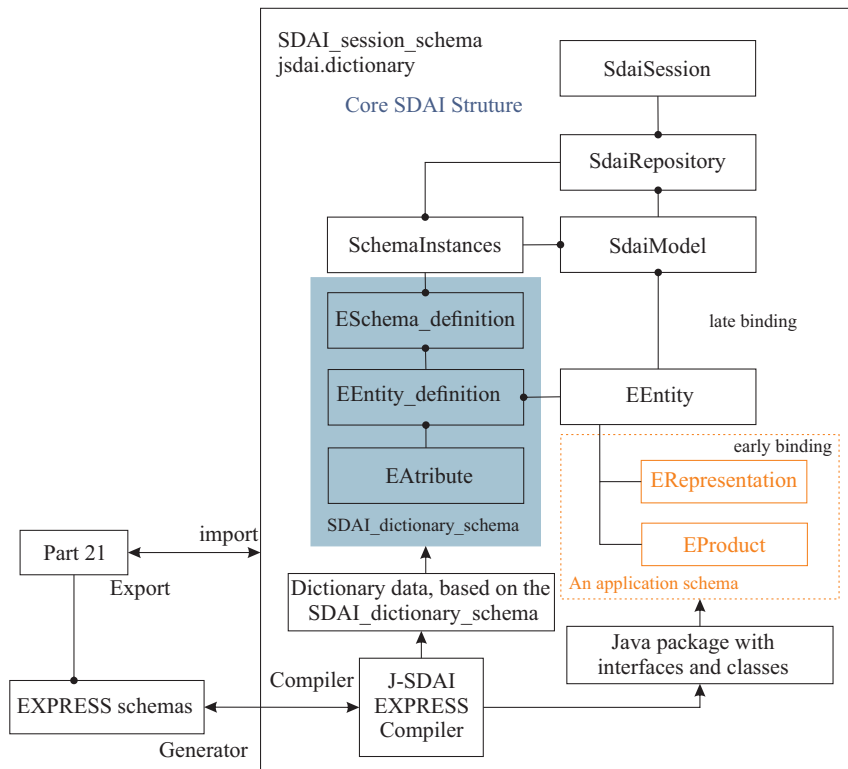 SDAI_session_schema
jsdai.dictionary
Core SDAI Struture
SdaiSession
SdaiRepository
SchemaInstances
SdaiModel
ESchema_definition
late binding
EEntity_definition
EEntity
early binding
EAtribute
ERepresentation
SDAI_dictionary_schema
EProduct
import
Part 21
Export
An application schema
Dictionary data, based on the
SDAI_dictionary_schema
Java package with
interfaces and classes
Compiler
J-SDAI
EXPRESS
Compiler
EXPRESS schemas
Generator